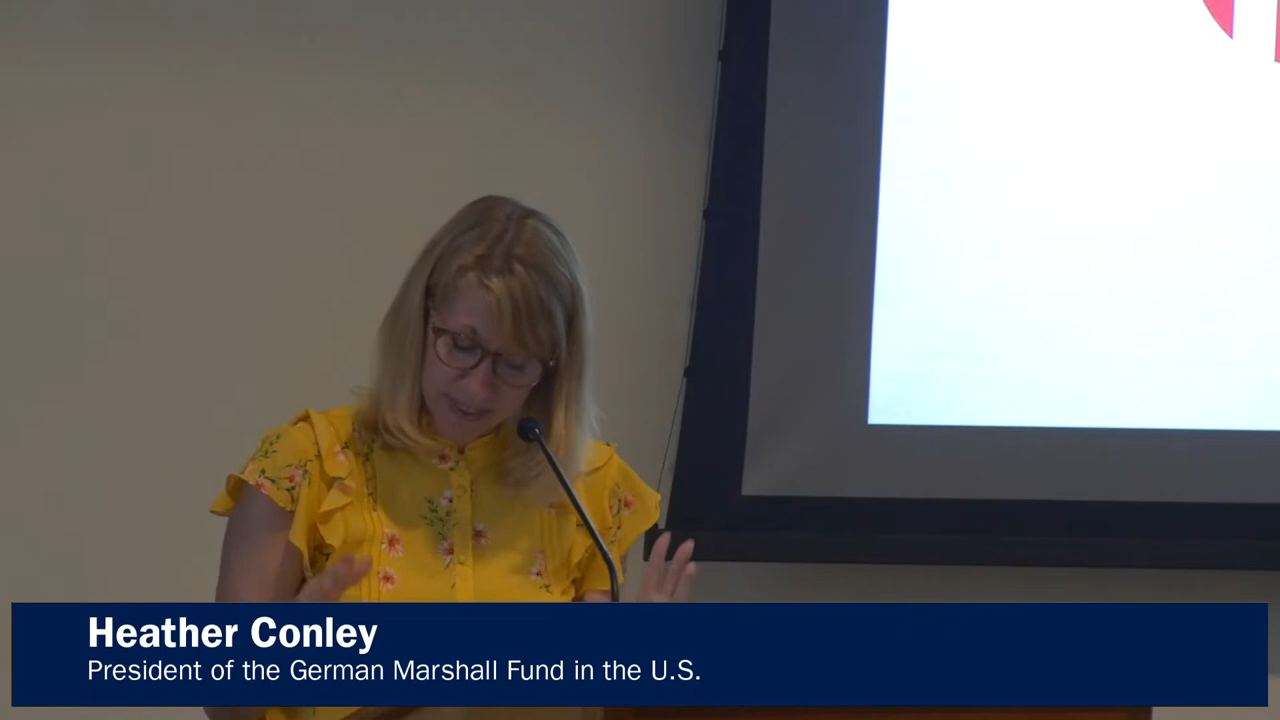 Heather Conley
President of the German Marshall Fund in the U.S.